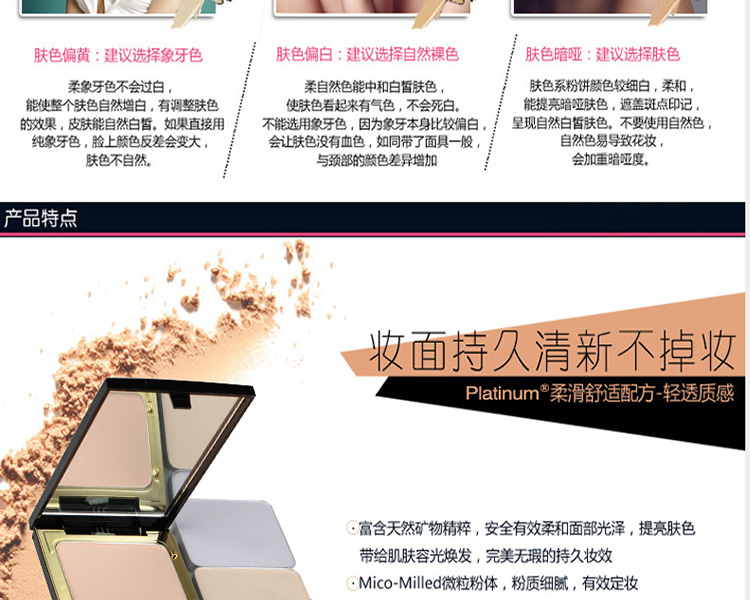 肤色偏黄：建议选择象牙色
柔象牙色不会过白，
能使整个肤色自然增白，有调整肤色
的效果，皮肤能自然白皙。如果直接用
纯象牙色，脸上颜色反差会变大，
肤色不自然。
肤色偏白：建议选择自然裸色
柔自然色能中和白皙肤色，
使肤色看起来有气色，不会死白。
不能选用象牙色，因为象牙本身比较偏白，
会让肤色没有血色，如同带了面具一般，
与颈部的颜色差异增加
肤色暗哑：建议选择肤色
肤色系粉饼颜色较细白，柔和，
能提亮暗哑肤色，遮盖斑点印记，
呈现自然白皙肤色。不要使用自然色，
自然色易导致花妆，
会加重暗哑度。
产品特点
妆面持久清新不掉妆
Platinum®柔滑舒适配方-轻透质感
·富含天然矿物精粹，安全有效柔和面部光泽，提亮肤色
带绘肌肤容光焕发，完美无瑕的持久妆效
·Mico-Milled微粒粉体，粉质细腻，有效定妆